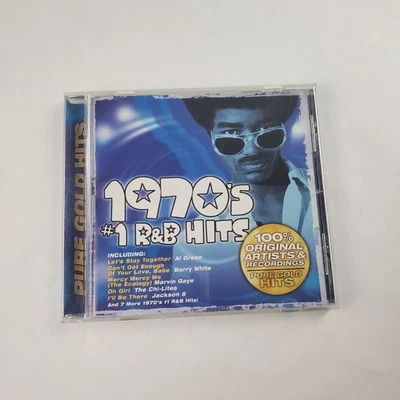 PURE GOLD HITS
1970's
#1 R&B HITS
INCLUDING:
Let's Stay Together Al Green
Can't Get Enough
Of Your Love, Babe Barry White
Mercy Mercy Me
(The Ecology) Marvin Gaye
Oh Girl The Chi-Lites
I'll Be There Jackson 5
And 7 More 1970's #1 R&B Hits!
100%
ORIGINAL
ARTISTS &
RECORDINGS
PURE GOLD
HITS